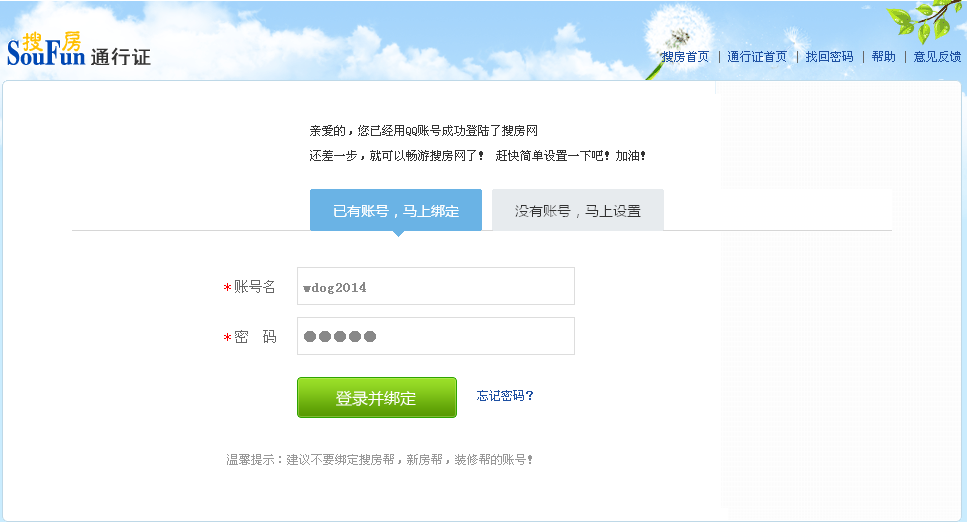 搜房
SouFun 通行证
搜房首页 | 通行证首页 | 找回密码 | 帮助 | 意见反馈
亲爱的，您已经用QQ账号成功登陆了搜房网
还差一步，就可以畅游搜房网了！ 赶快简单设置一下吧！加油！
已有账号，马上绑定 没有账号，马上设置
*账号名 wdog2014
*密 码 ●●●●●
登录并绑定 忘记密码？
温馨提示：建议不要绑定搜房帮，新房帮，装修帮的账号！